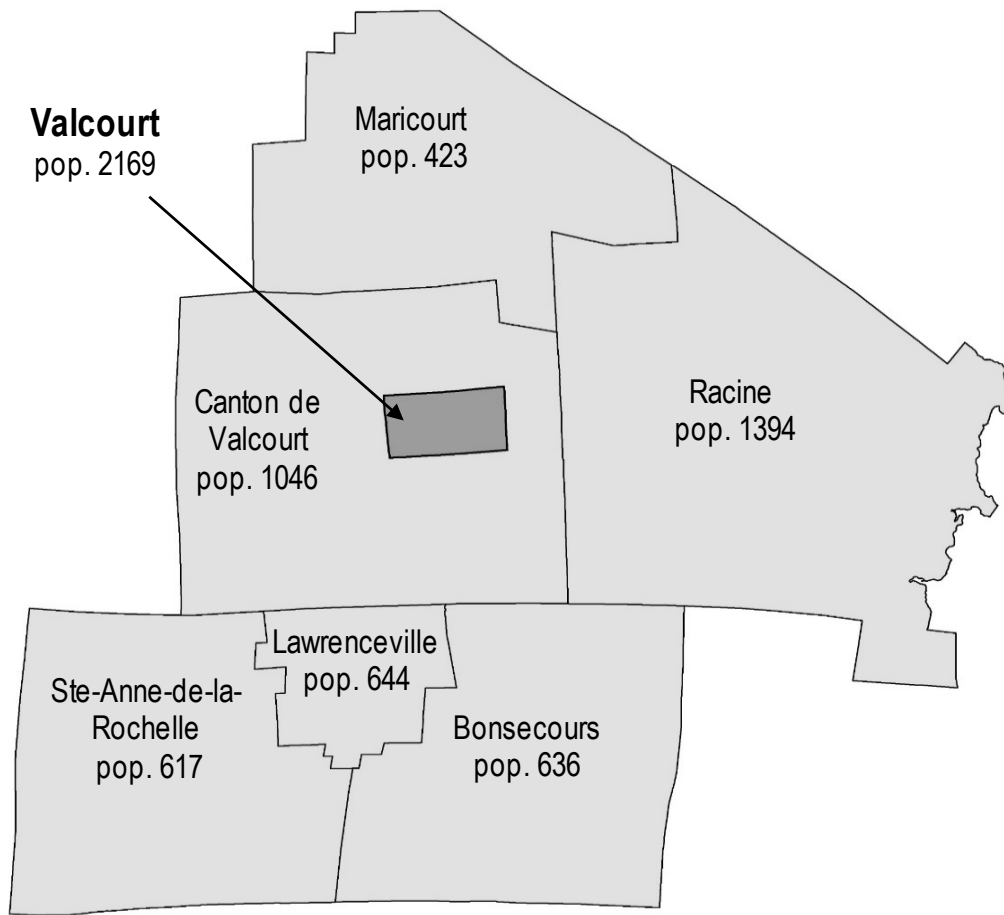 Valcourt
pop. 2169
Maricourt
pop. 423
Canton de
Valcourt
pop. 1046
Racine
pop. 1394
Ste-Anne-de-la-
Rochelle
pop. 617
Lawrenceville
pop. 644
Bonsecours
pop. 636